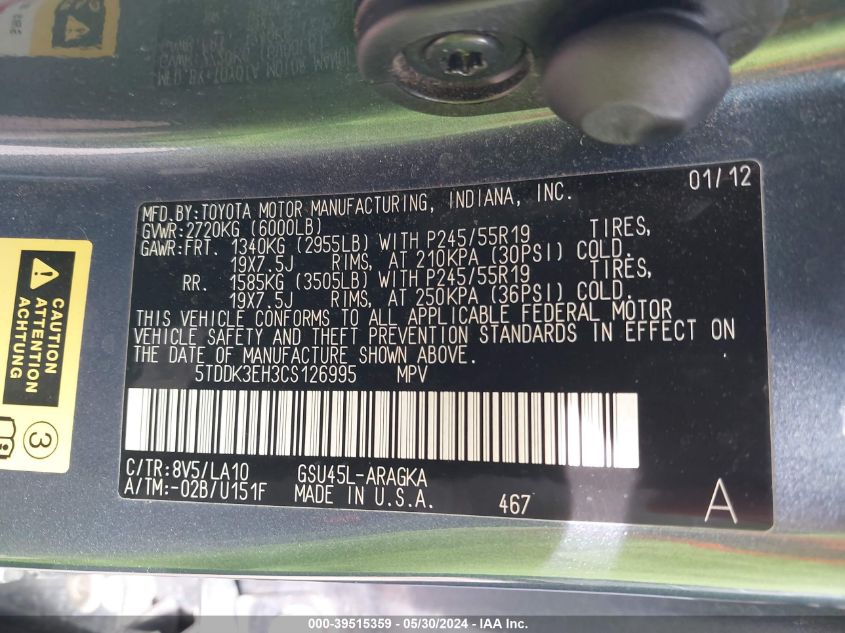 MFD.BY:TOYOTA MOTOR MANUFACTURING, INDIANA, INC. 01/12
GVWR:2720KG (6000LB)
GAWR:FRT. 1340KG (2955LB) WITH P245/55R19 TIRES,
19X7.5J RIMS, AT 210KPA (30PSI) COLD.
RR. 1585KG (3505LB) WITH P245/55R19 TIRES,
19X7.5J RIMS, AT 250KPA (36PSI) COLD.
THIS VEHICLE CONFORMS TO ALL APPLICABLE FEDERAL MOTOR
VEHICLE SAFETY AND THEFT PREVENTION STANDARDS IN EFFECT ON
THE DATE OF MANUFACTURE SHOWN ABOVE.
5TDDK3EH3CS126995 MPV
C/TR:8V5/LA10 GSU45L-ARAGKA
A/TM:-02B/U151F MADE IN U.S.A. 467 A
CAUTION
ATTENTION
ACHTUNG
3
000-39515359 - 05/30/2024 - IAA Inc.